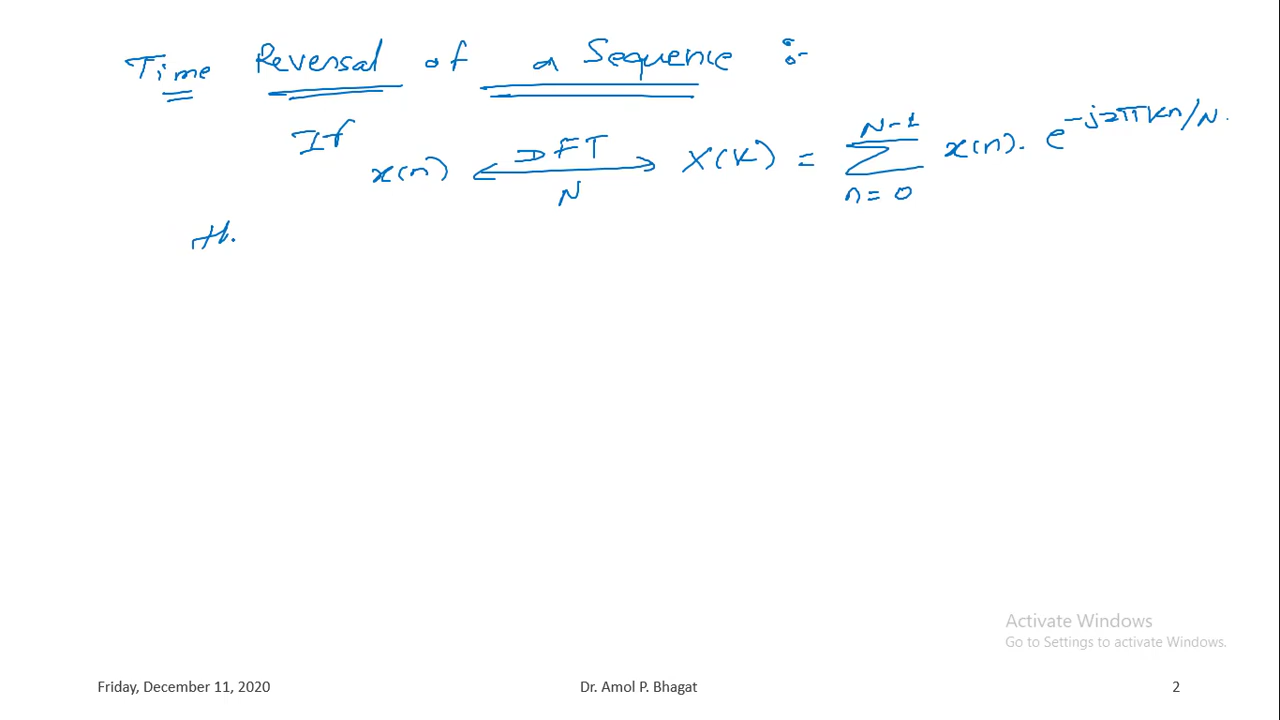 Time Reversal of a Sequence :-
If
x(n) <—DFT—> X(k) = Σ x(n). e^-j2πkn/N.
N
N-1
n=0
Activate Windows
Go to Settings to activate Windows.
Friday, December 11, 2020 Dr. Amol P. Bhagat 2